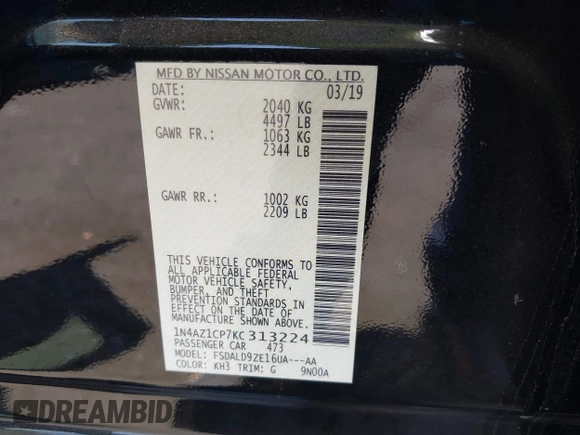 MFD BY NISSAN MOTOR CO., LTD.
DATE: 03/19
GVWR: 2040 KG
4497 LB
GAWR FR.: 1063 KG
2344 LB
GAWR RR.: 1002 KG
2209 LB
THIS VEHICLE CONFORMS TO
ALL APPLICABLE FEDERAL
MOTOR VEHICLE SAFETY,
BUMPER, AND THEFT
PREVENTION STANDARDS IN
EFFECT ON THE DATE OF
MANUFACTURE SHOWN ABOVE.
1N4AZ1CP7KC313224
PASSENGER CAR 473
MODEL: FSDALD9ZE16UA---AA
COLOR: KH3 TRIM: G 9N00A
DREAMBID